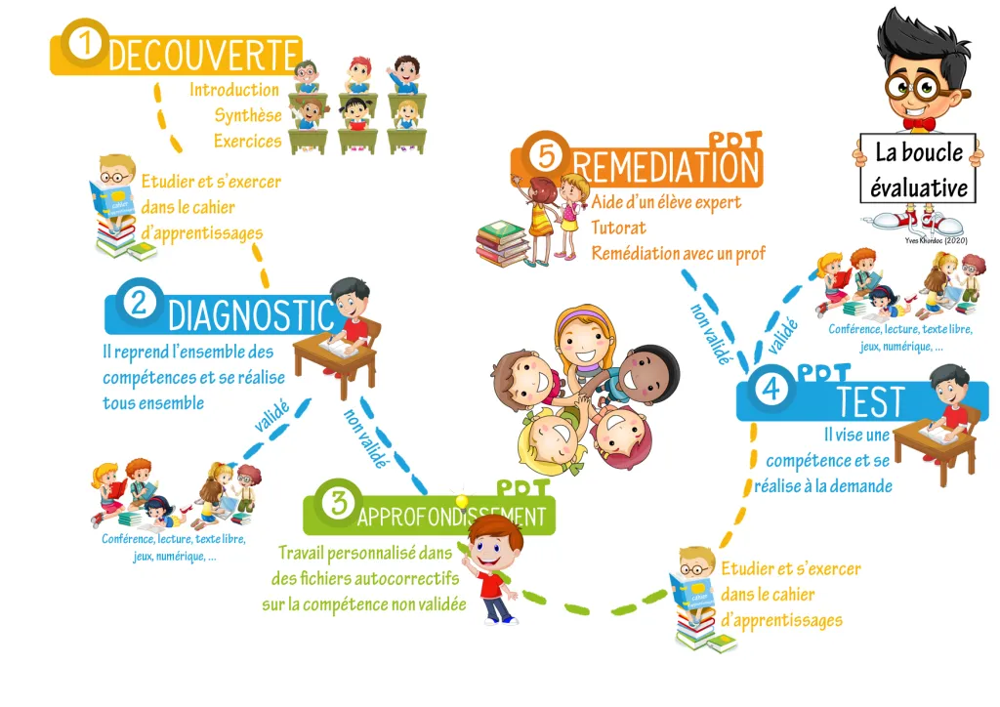 1
DECOUVERTE
Introduction
Synthèse
Exercices
cahier
Etudier et s'exercer
dans le cahier
d'apprentissages
2
DIAGNOSTIC
Il reprend l'ensemble des
compétences et se réalise
tous ensemble
validé
non validé
Conférence, lecture, texte libre,
jeux, numérique, ...
3
PDT
APPROFONDISSEMENT
Travail personnalisé dans
des fichiers autocorrectifs
sur la compétence non validée
cahier
Etudier et s'exercer
dans le cahier
d'apprentissages
4
PDT
TEST
Il vise une
compétence et se
réalise à la demande
non validé
validé
Conférence, lecture, texte libre,
jeux, numérique, ...
5
PDT
REMEDIATION
Aide d'un élève expert
Tutorat
Remédiation avec un prof
La boucle
évaluative
Yves Khordoc (2020)